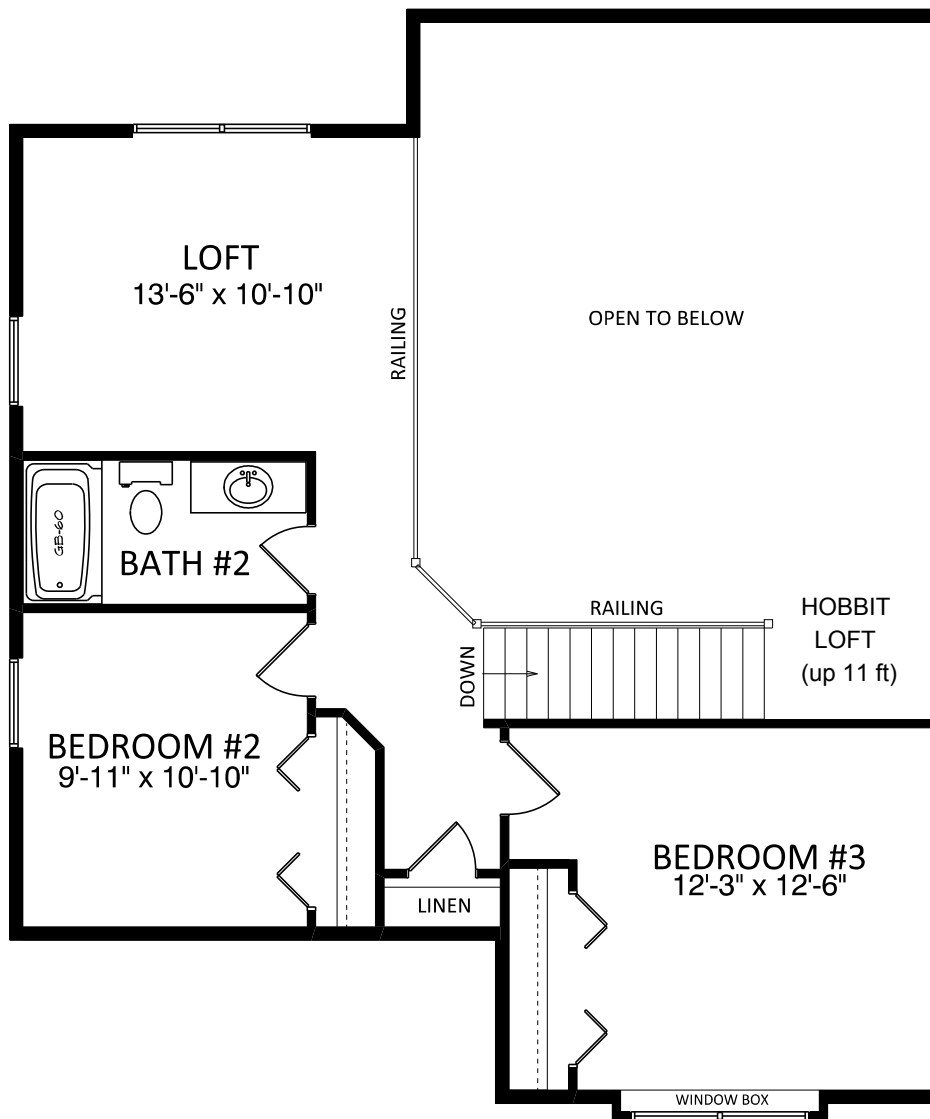 LOFT
13'-6" x 10'-10"
RAILING
OPEN TO BELOW
GB-60
BATH #2
RAILING
HOBBIT
LOFT
(up 11 ft)
DOWN
BEDROOM #2
9'-11" x 10'-10"
BEDROOM #3
12'-3" x 12'-6"
LINEN
WINDOW BOX